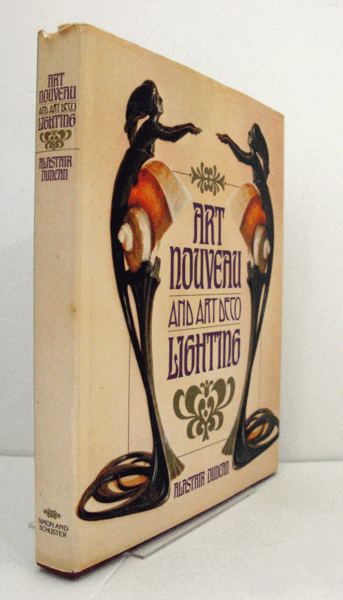 ART
NOUVEAU
AND ART DECO
LIGHTING
ALASTAIR
DUNCAN
SIMON AND
SCHUSTER
ART
NOUVEAU
AND ART DECO
LIGHTING
ALASTAIR DUNCAN